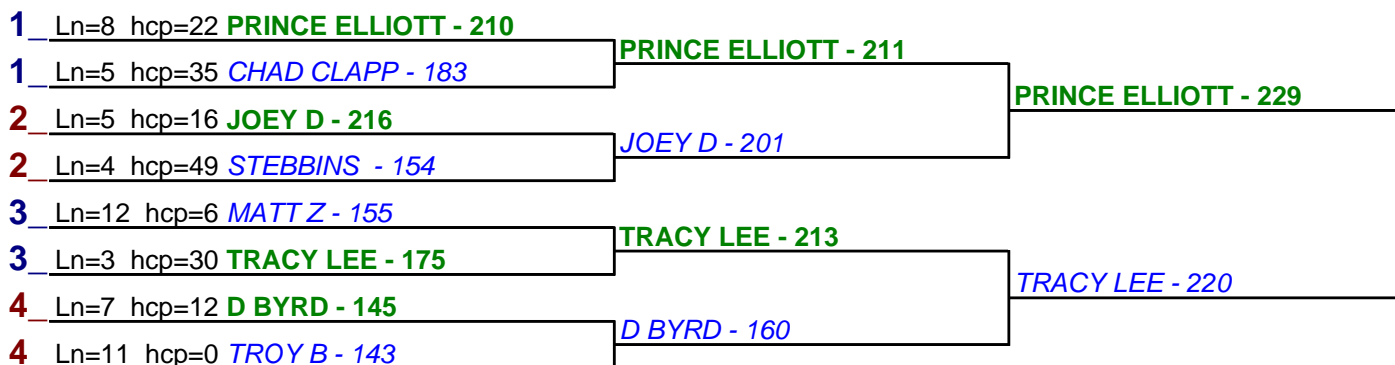 1_ Ln=8 hcp=22 PRINCE ELLIOTT - 210
PRINCE ELLIOTT - 211
1_ Ln=5 hcp=35 CHAD CLAPP - 183
PRINCE ELLIOTT - 229
2_ Ln=5 hcp=16 JOEY D - 216
JOEY D - 201
2_ Ln=4 hcp=49 STEBBINS - 154
3_ Ln=12 hcp=6 MATT Z - 155
TRACY LEE - 213
3_ Ln=3 hcp=30 TRACY LEE - 175
TRACY LEE - 220
4_ Ln=7 hcp=12 D BYRD - 145
D BYRD - 160
4 Ln=11 hcp=0 TROY B - 143